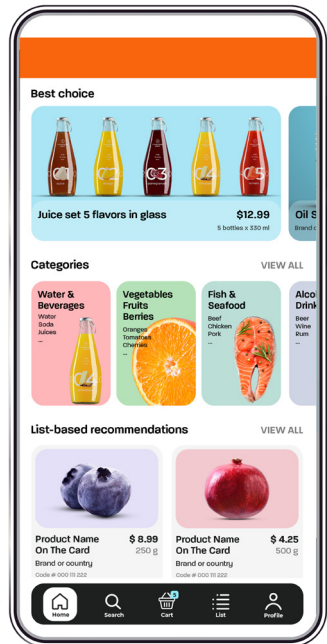 Best choice
01 02 03 04 05
Juice set 5 flavors in glass $12.99
5 bottles x 330 ml
Oil S
Brand c
Categories VIEW ALL
Water &
Beverages
Water
Soda
Juices
...
04
Vegetables
Fruits
Berries
Oranges
Tomatoes
Cherries
...
Fish &
Seafood
Beef
Chicken
Pork
...
Alco
Drink
Beer
Wine
Rum
...
List-based recommendations VIEW ALL
Product Name $ 8.99
On The Card 250 g
Brand or country
Code # 000 111 222
Product Name $ 4.25
On The Card 500 g
Brand or country
Code # 000 111 222
5
Home Search Cart List Profile